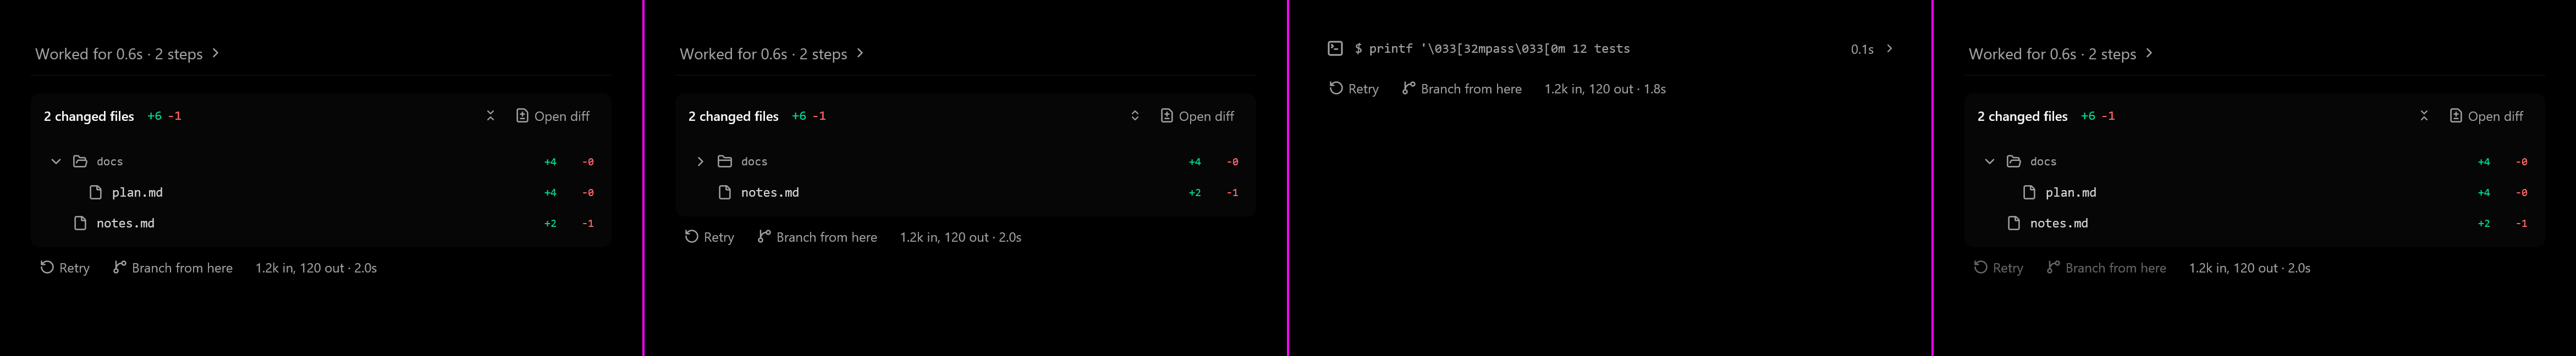 Worked for 0.6s · 2 steps
2 changed files +6 -1 Open diff
docs +4 -0
plan.md +4 -0
notes.md +2 -1
Retry Branch from here 1.2k in, 120 out · 2.0s
Worked for 0.6s · 2 steps
2 changed files +6 -1 Open diff
docs +4 -0
notes.md +2 -1
Retry Branch from here 1.2k in, 120 out · 2.0s
$ printf '\033[32mpass\033[0m 12 tests 0.1s
Retry Branch from here 1.2k in, 120 out · 1.8s
Worked for 0.6s · 2 steps
2 changed files +6 -1 Open diff
docs +4 -0
plan.md +4 -0
notes.md +2 -1
Retry Branch from here 1.2k in, 120 out · 2.0s